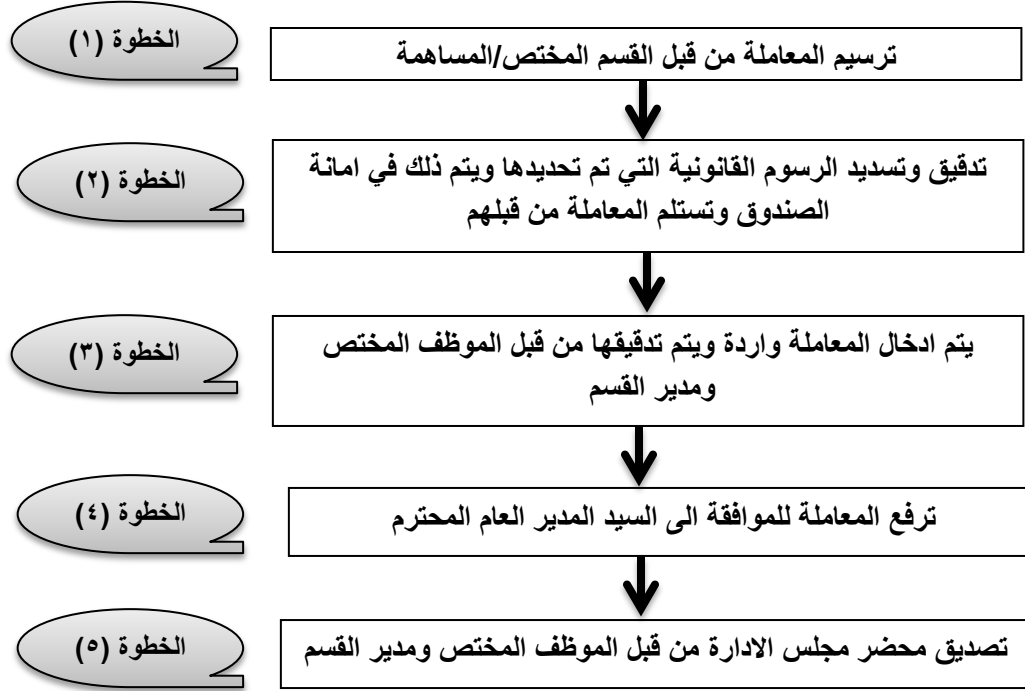 الخطوة (١)
ترسيم المعاملة من قبل القسم المختص/المساهمة
الخطوة (٢)
تدقيق وتسديد الرسوم القانونية التي تم تحديدها ويتم ذلك في امانة
الصندوق وتستلم المعاملة من قبلهم
الخطوة (٣)
يتم ادخال المعاملة واردة ويتم تدقيقها من قبل الموظف المختص
ومدير القسم
الخطوة (٤)
ترفع المعاملة للموافقة الى السيد المدير العام المحترم
الخطوة (٥)
تصديق محضر مجلس الادارة من قبل الموظف المختص ومدير القسم